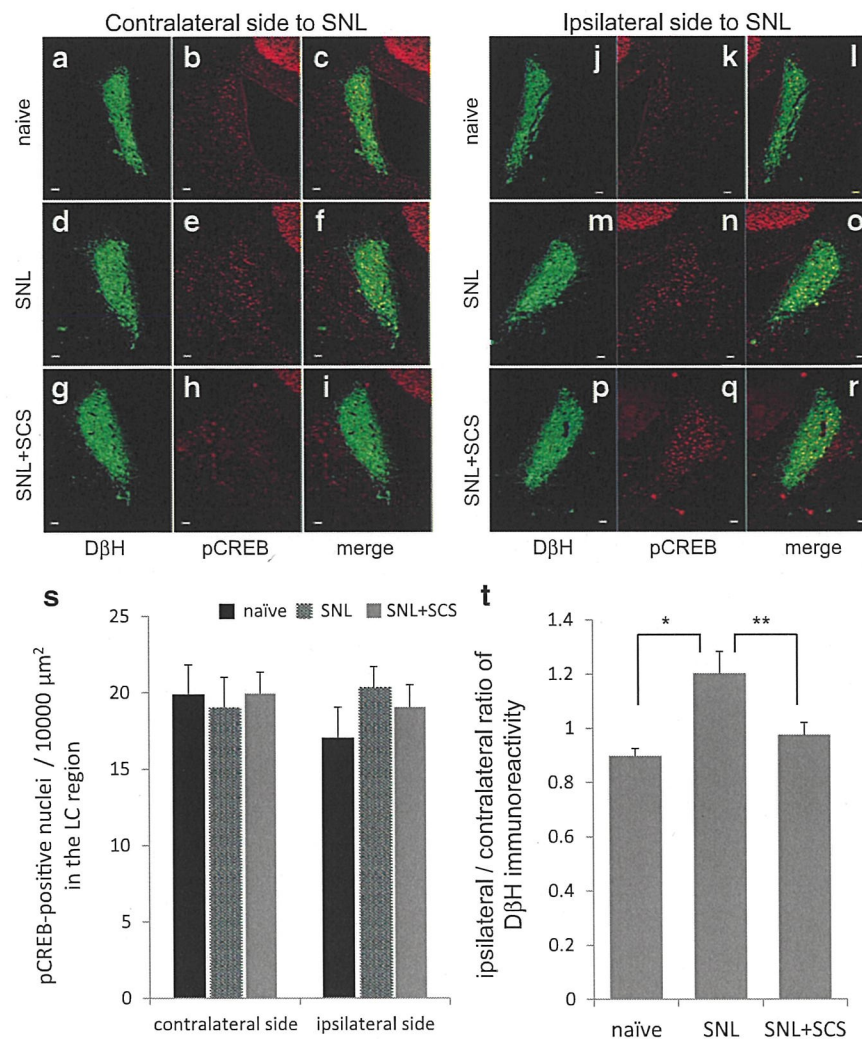 Contralateral side to SNL
Ipsilateral side to SNL
a b c
j k l
naive
naive
d e f
m n o
SNL
SNL
g h i
p q r
SNL+SCS
SNL+SCS
DβH pCREB merge
DβH pCREB merge
s
naïve SNL SNL+SCS
pCREB-positive nuclei / 10000 µm²
in the LC region
25
20
15
10
5
0
contralateral side ipsilateral side
t
* **
ipsilateral / contralateral ratio of
DβH immunoreactivity
1.4
1.2
1
0.8
0.6
0.4
0.2
0
naïve SNL SNL+SCS